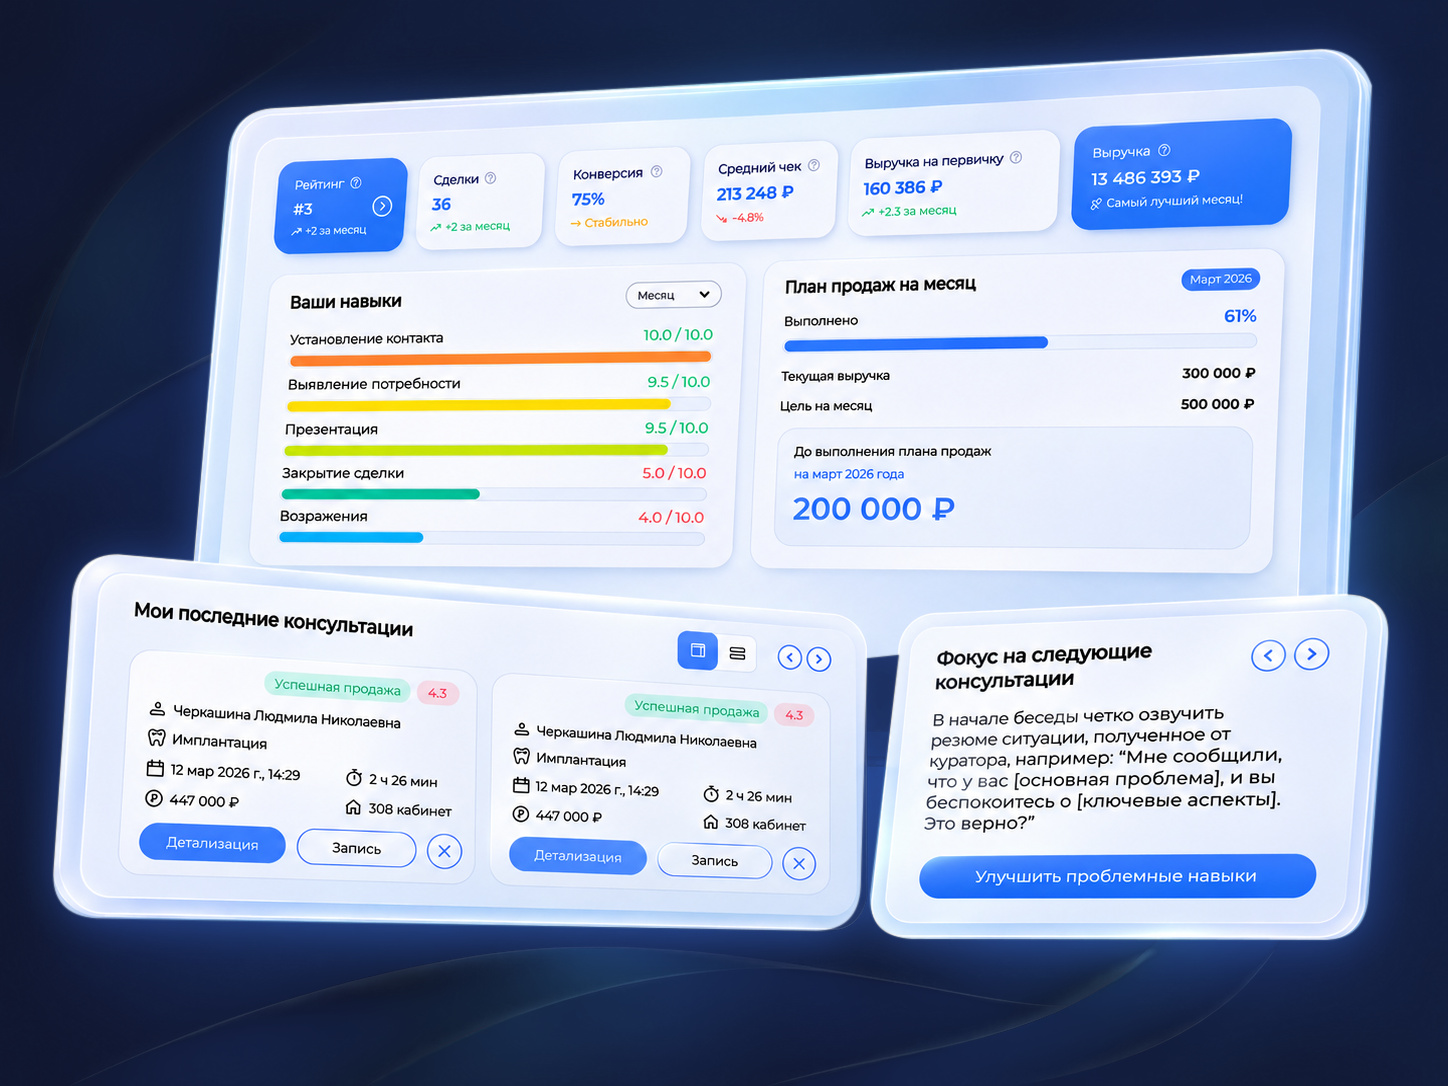 Рейтинг
#3
+2 за месяц
Сделки
36
+2 за месяц
Конверсия
75%
→ Стабильно
Средний чек
213 248 ₽
-4.8%
Выручка на первичку
160 386 ₽
+2.3 за месяц
Выручка
13 486 393 ₽
Самый лучший месяц!
Ваши навыки
Месяц
Установление контакта 10.0 / 10.0
Выявление потребности 9.5 / 10.0
Презентация 9.5 / 10.0
Закрытие сделки 5.0 / 10.0
Возражения 4.0 / 10.0
План продаж на месяц
Март 2026
Выполнено 61%
Текущая выручка 300 000 ₽
Цель на месяц 500 000 ₽
До выполнения плана продаж
на март 2026 года
200 000 ₽
Мои последние консультации
Успешная продажа 4.3
Черкашина Людмила Николаевна
Имплантация
12 мар 2026 г., 14:29 2 ч 26 мин
447 000 ₽ 308 кабинет
Детализация Запись
Успешная продажа 4.3
Черкашина Людмила Николаевна
Имплантация
12 мар 2026 г., 14:29 2 ч 26 мин
447 000 ₽ 308 кабинет
Детализация Запись
Фокус на следующие
консультации
В начале беседы четко озвучить
резюме ситуации, полученное от
куратора, например: “Мне сообщили,
что у вас [основная проблема], и вы
беспокоитесь о [ключевые аспекты].
Это верно?”
Улучшить проблемные навыки